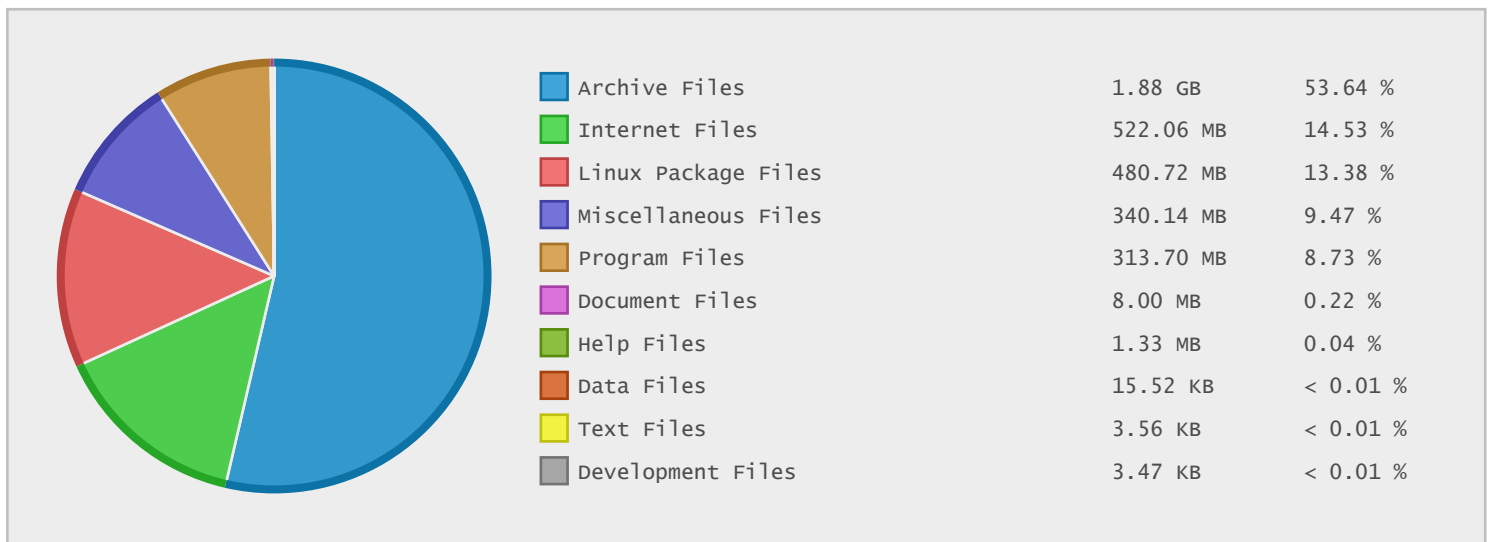 Archive Files 1.88 GB 53.64 %
Internet Files 522.06 MB 14.53 %
Linux Package Files 480.72 MB 13.38 %
Miscellaneous Files 340.14 MB 9.47 %
Program Files 313.70 MB 8.73 %
Document Files 8.00 MB 0.22 %
Help Files 1.33 MB 0.04 %
Data Files 15.52 KB < 0.01 %
Text Files 3.56 KB < 0.01 %
Development Files 3.47 KB < 0.01 %